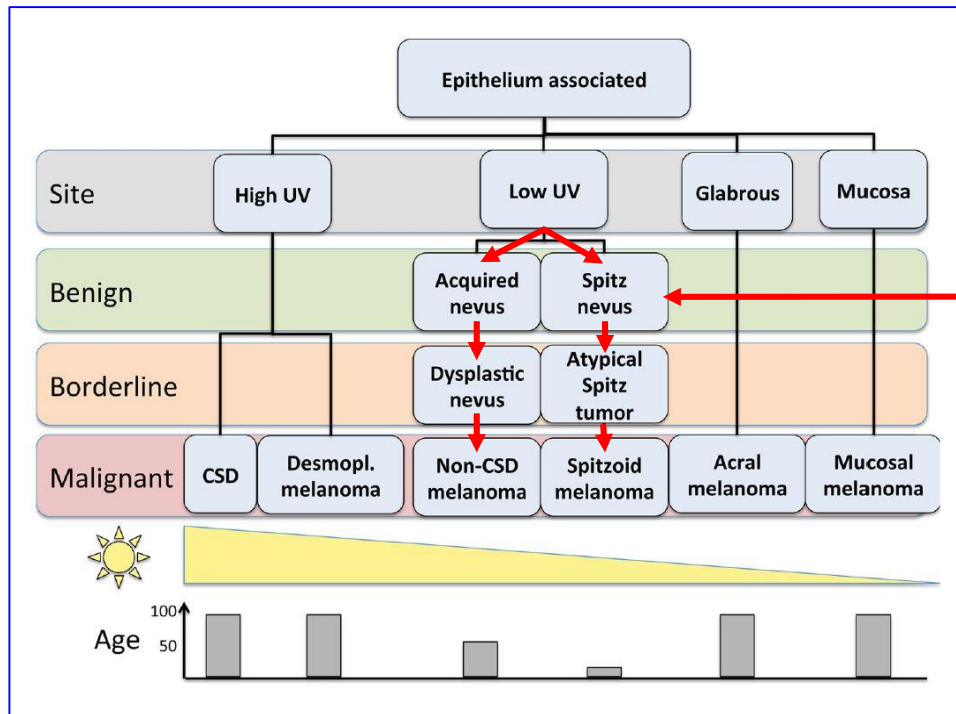 Epithelium associated
Site
High UV
Low UV
Glabrous
Mucosa
Benign
Acquired
nevus
Spitz
nevus
Borderline
Dysplastic
nevus
Atypical
Spitz
tumor
Malignant
CSD
Desmopl.
melanoma
Non-CSD
melanoma
Spitzoid
melanoma
Acral
melanoma
Mucosal
melanoma
Age
100
50